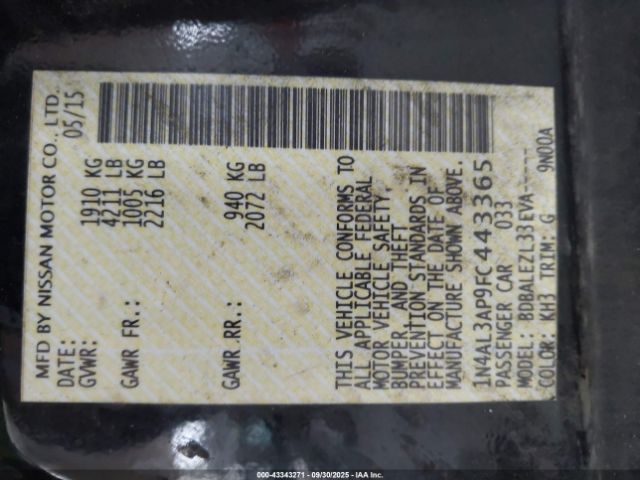 MFD BY NISSAN MOTOR CO., LTD.
DATE: 05/15
GVWR: 1910 KG
4211 LB
GAWR FR.: 1005 KG
2216 LB
GAWR RR.: 940 KG
2072 LB
THIS VEHICLE CONFORMS TO
ALL APPLICABLE FEDERAL
MOTOR VEHICLE SAFETY,
BUMPER, AND THEFT
PREVENTION STANDARDS IN
EFFECT ON THE DATE OF
MANUFACTURE SHOWN ABOVE.
1N4AL3AP9FC443365
PASSENGER CAR 033
MODEL: BDBALEZL33EVA-----
COLOR: KH3 TRIM: G 9N00A
000-43343271 - 09/30/2025 - IAA Inc.